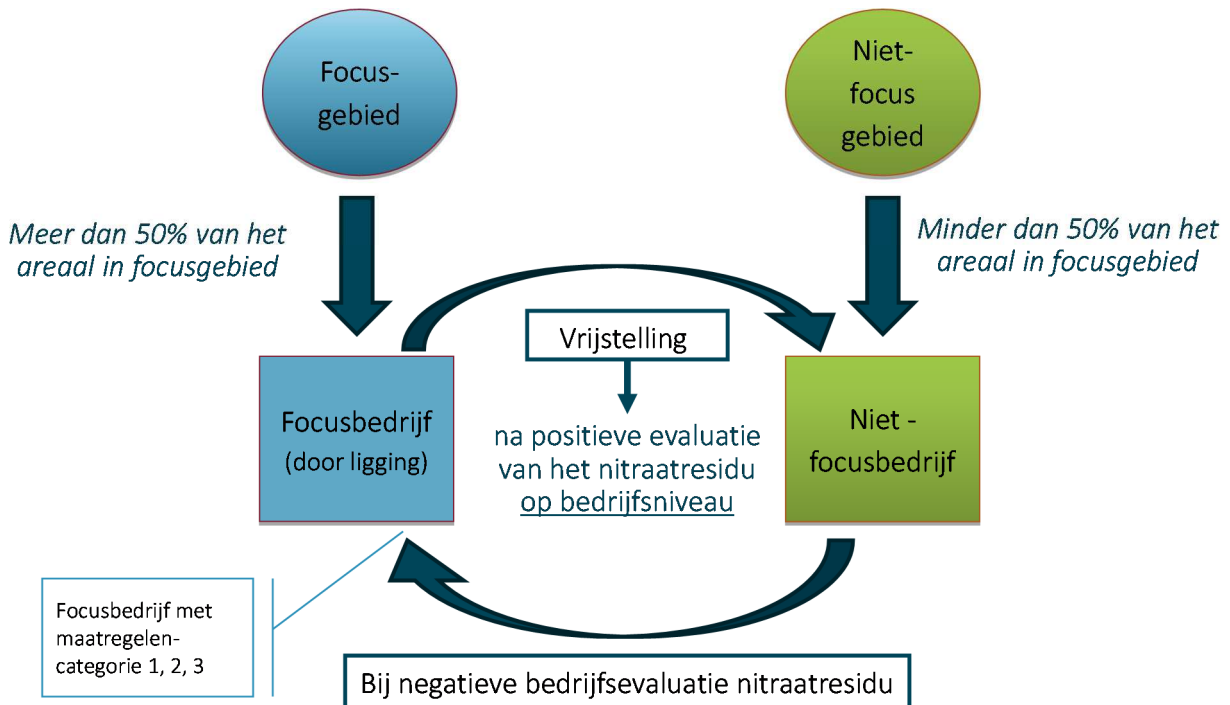 Focus-
gebied
Niet-
focus
gebied
Meer dan 50% van het
areaal in focusgebied
Minder dan 50% van het
areaal in focusgebied
Vrijstelling
Focusbedrijf
(door ligging)
na positieve evaluatie
van het nitraatresidu
op bedrijfsniveau
Niet -
focusbedrijf
Focusbedrijf met
maatregelen-
categorie 1, 2, 3
Bij negatieve bedrijfsevaluatie nitraatresidu